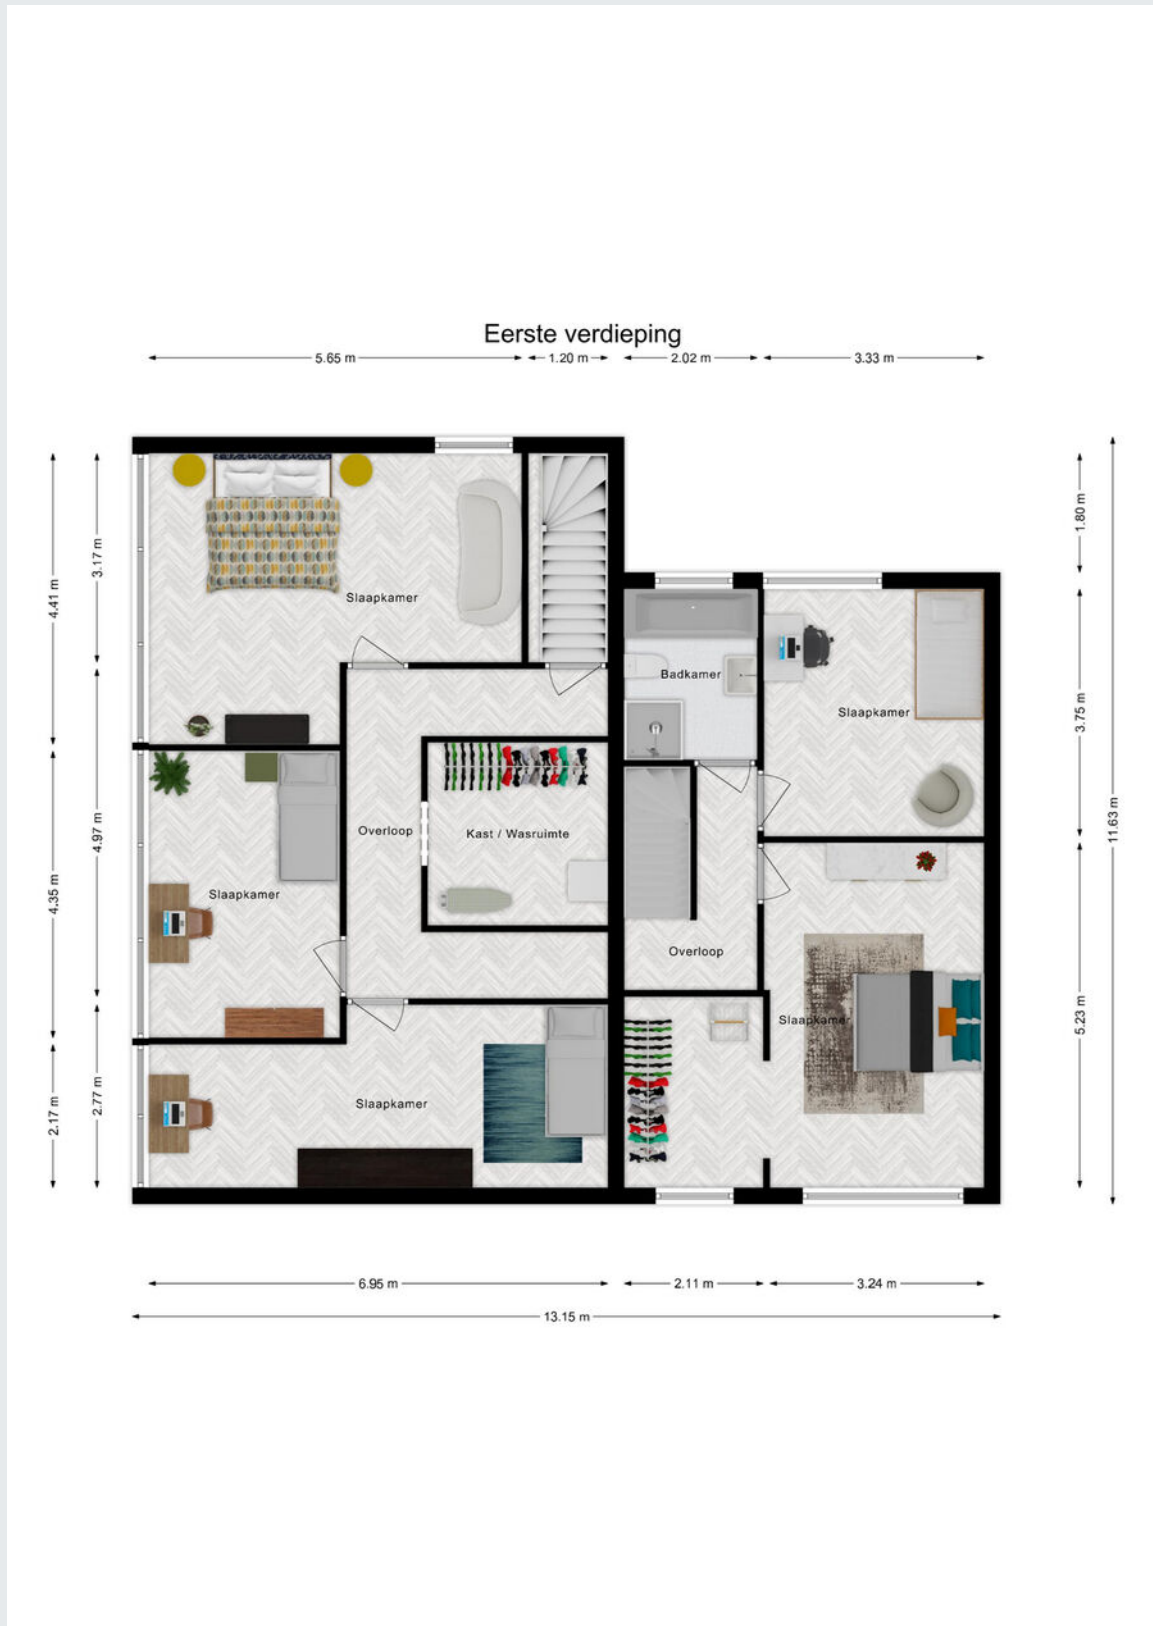 Eerste verdieping
5.65 m
1.20 m
2.02 m
3.33 m
4.41 m
3.17 m
1.80 m
Slaapkamer
Badkamer
Slaapkamer
3.75 m
11.63 m
4.97 m
Overloop
Kast / Wasruimte
4.35 m
Slaapkamer
Overloop
Slaapkamer
5.23 m
2.77 m
2.17 m
Slaapkamer
6.95 m
2.11 m
3.24 m
13.15 m